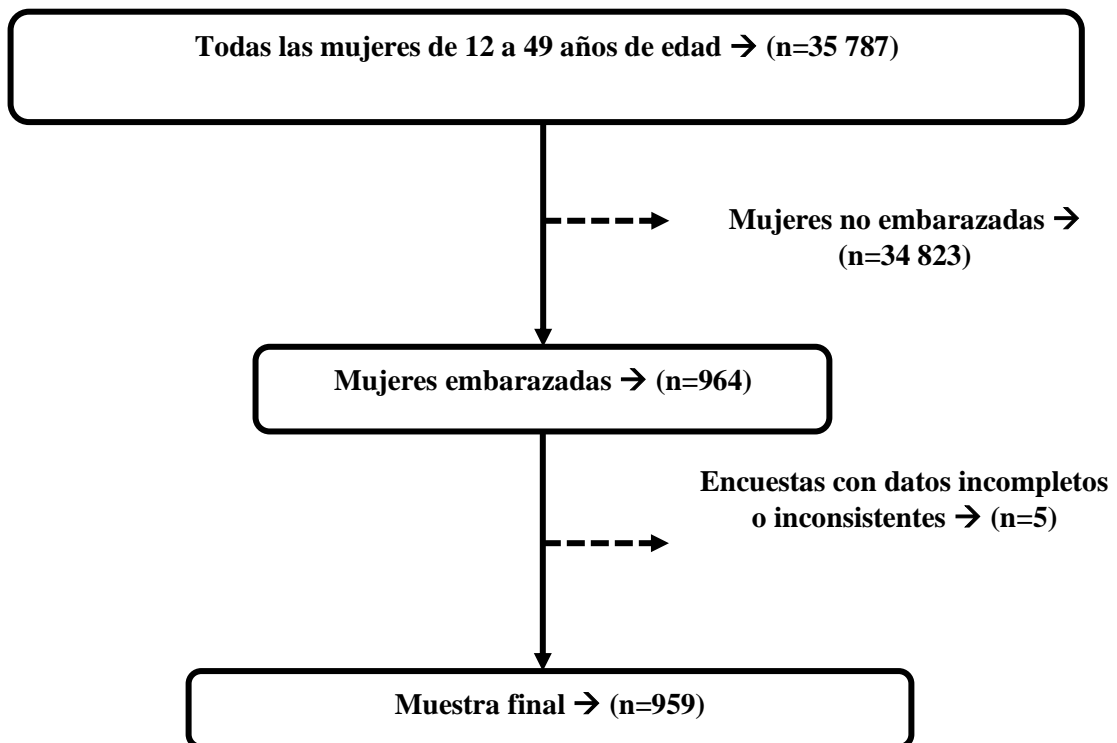 Todas las mujeres de 12 a 49 años de edad → (n=35 787)
Mujeres no embarazadas →
(n=34 823)
Mujeres embarazadas → (n=964)
Encuestas con datos incompletos
o inconsistentes → (n=5)
Muestra final → (n=959)